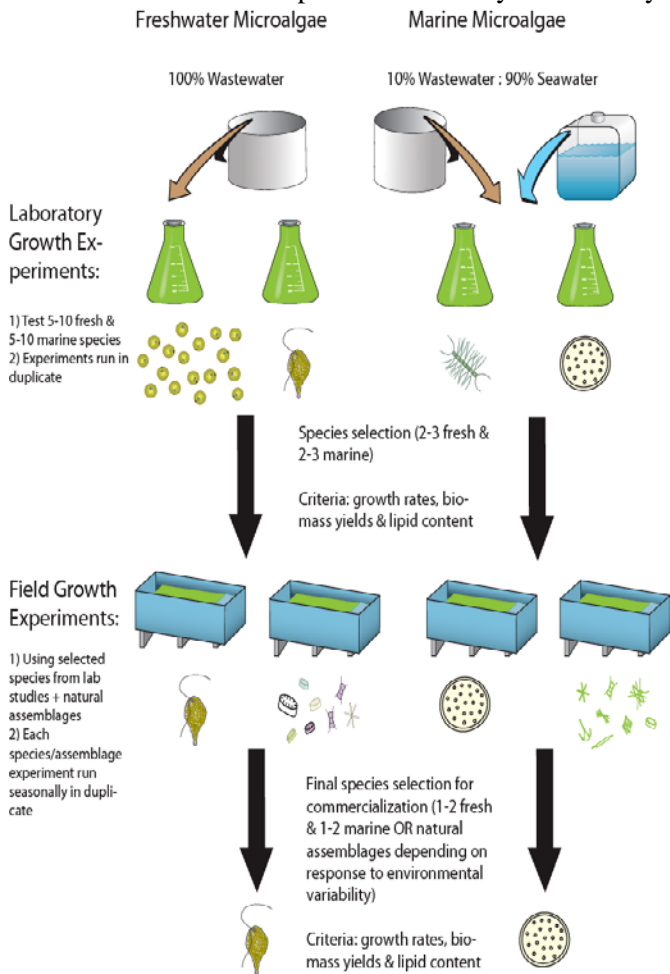 Freshwater Microalgae
Marine Microalgae
100% Wastewater
10% Wastewater : 90% Seawater
Laboratory
Growth Ex-
periments:
1) Test 5-10 fresh &
5-10 marine species
2) Experiments run in
duplicate
Species selection (2-3 fresh &
2-3 marine)
Criteria: growth rates, bio-
mass yields & lipid content
Field Growth
Experiments:
1) Using selected
species from lab
studies + natural
assemblages
2) Each
species/assemblage
experiment run
seasonally in dupli-
cate
Final species selection for
commercialization (1-2 fresh
& 1-2 marine OR natural
assemblages depending on
response to environmental
variability)
Criteria: growth rates, bio-
mass yields & lipid content